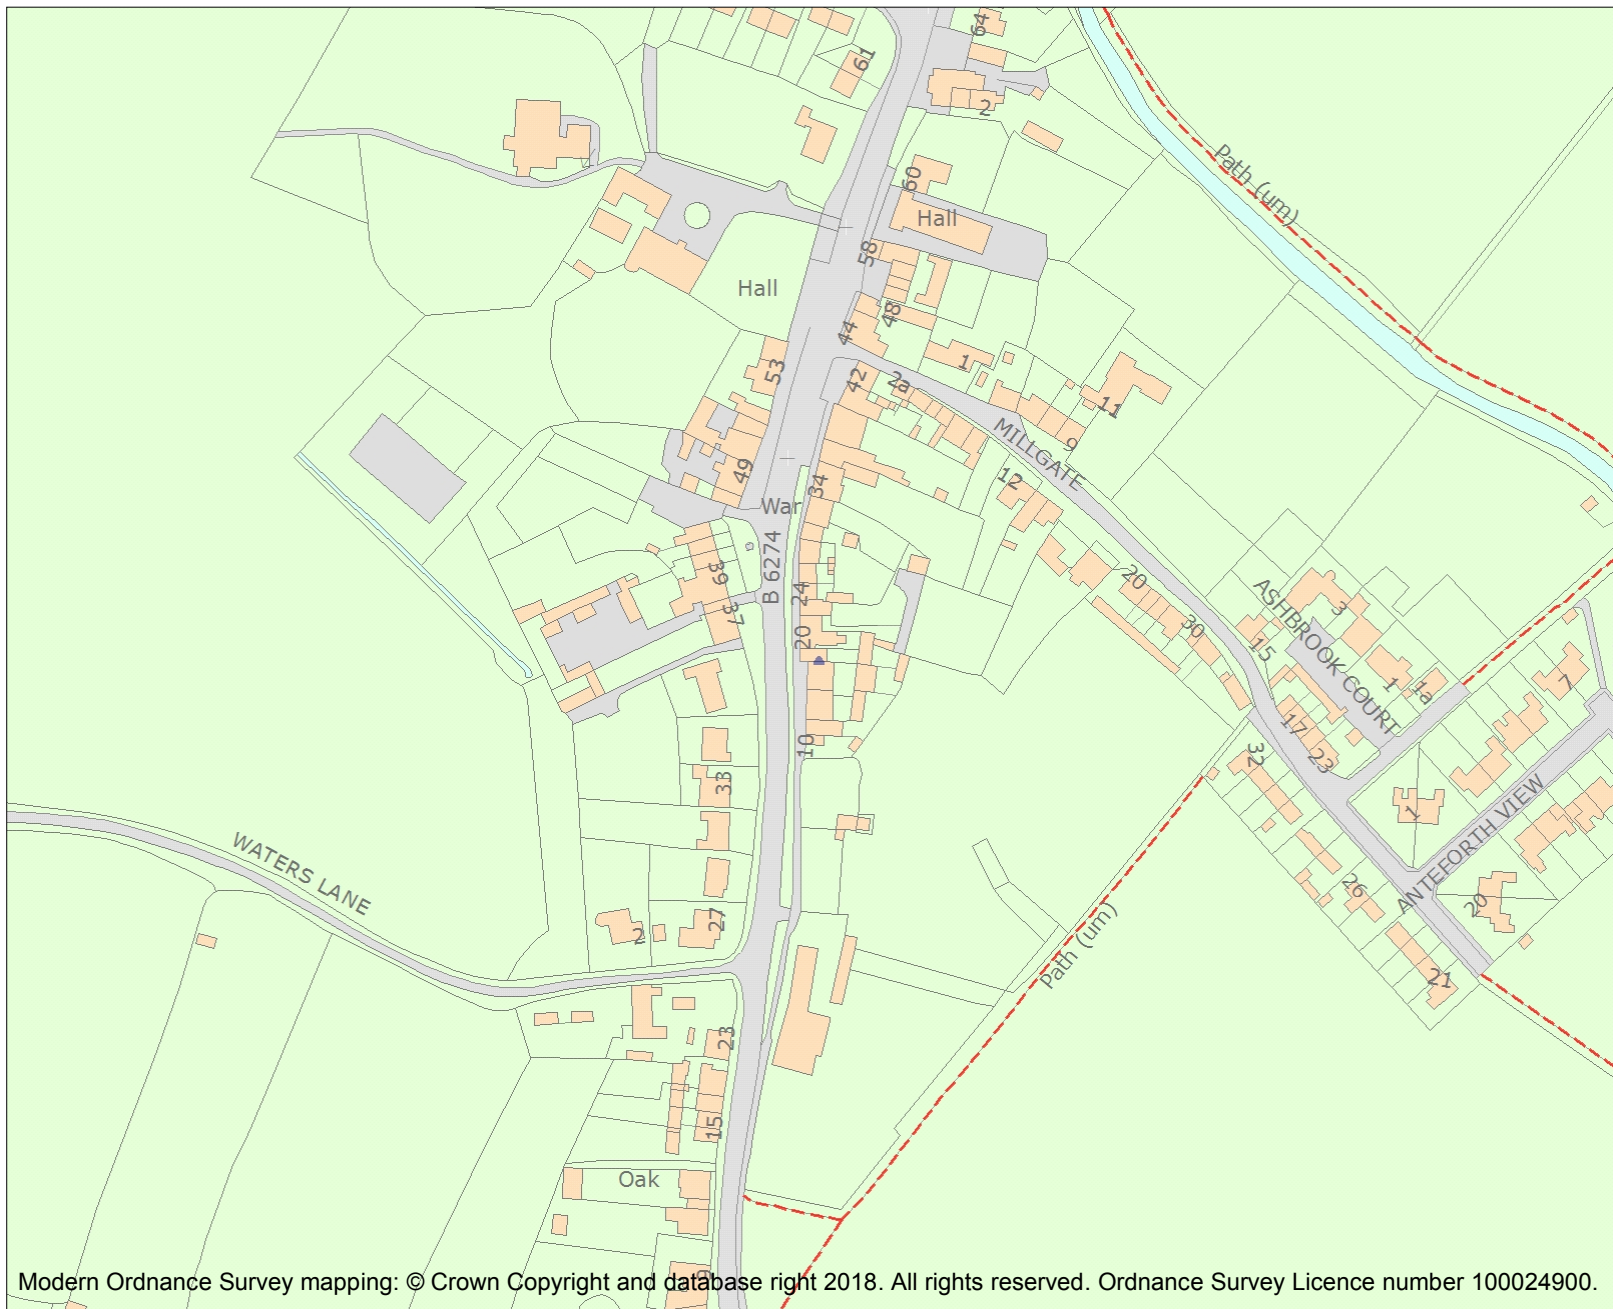 64
61
2
Path (um)
60
Hall
58
Hall
48
44
53
1
42
2a
11
9
MILLGATE
49
12
34
War
B 6274
39
20
24
ASHBROOK COURT
3
37
30
20
15
1
1a
7
17
10
32
23
33
1
ANTEFORTH VIEW
WATERS LANE
26
20
27
2
Path (um)
21
23
15
Oak
9
Modern Ordnance Survey mapping: © Crown Copyright and database right 2018. All rights reserved. Ordnance Survey Licence number 100024900.